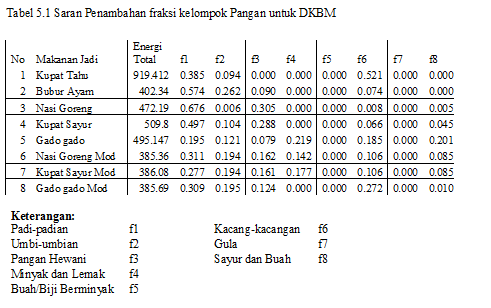 Tabel 5.1 Saran Penambahan fraksi kelompok Pangan untuk DKBM
Energi
No Makanan Jadi Total f1 f2 f3 f4 f5 f6 f7 f8
1 Kupat Tahu 919.412 0.385 0.094 0.000 0.000 0.000 0.521 0.000 0.000
2 Bubur Ayam 402.34 0.574 0.262 0.090 0.000 0.000 0.074 0.000 0.000
3 Nasi Goreng 472.19 0.676 0.006 0.305 0.000 0.000 0.008 0.000 0.005
4 Kupat Sayur 509.8 0.497 0.104 0.288 0.000 0.000 0.066 0.000 0.045
5 Gado gado 495.147 0.195 0.121 0.079 0.219 0.000 0.185 0.000 0.201
6 Nasi Goreng Mod 385.36 0.311 0.194 0.162 0.142 0.000 0.106 0.000 0.085
7 Kupat Sayur Mod 386.08 0.277 0.194 0.161 0.177 0.000 0.106 0.000 0.085
8 Gado gado Mod 385.69 0.309 0.195 0.124 0.000 0.000 0.272 0.000 0.010
Keterangan:
Padi-padian f1 Kacang-kacangan f6
Umbi-umbian f2 Gula f7
Pangan Hewani f3 Sayur dan Buah f8
Minyak dan Lemak f4
Buah/Biji Berminyak f5